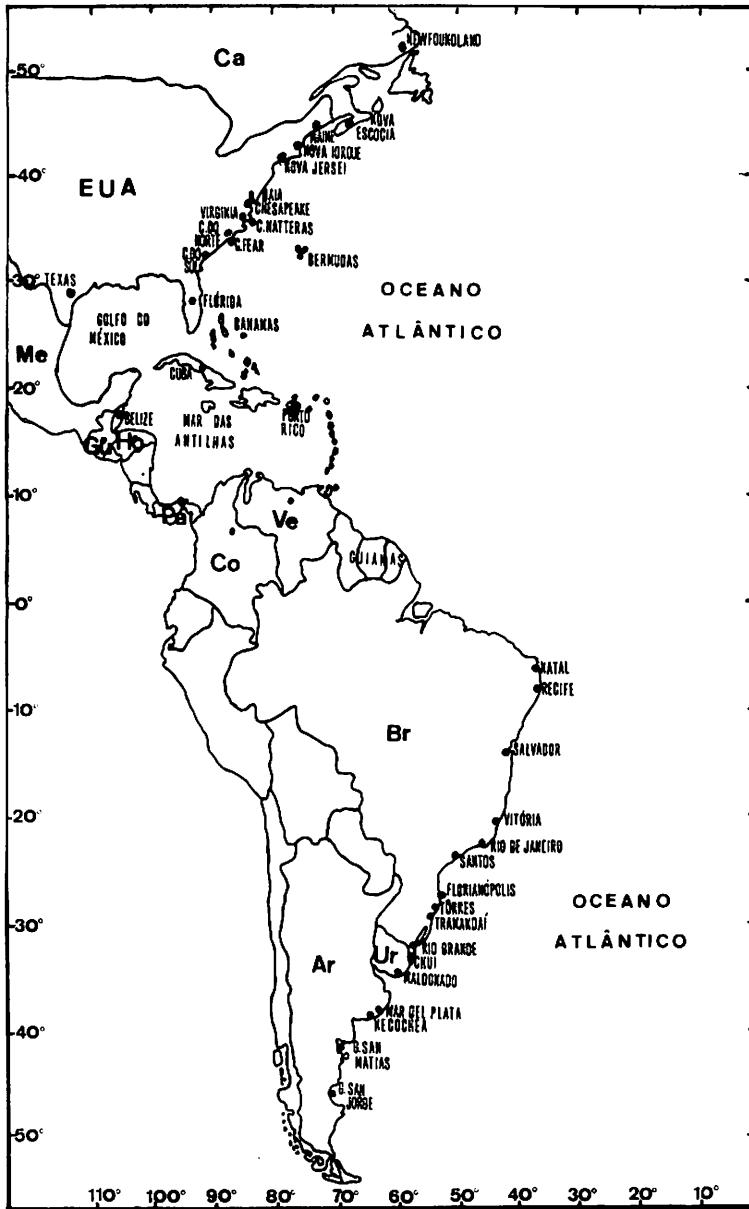 Ca
NEWFOUNDLAND
-50°
NOVA
ESCOCIA
MAINE
NOVA IORQUE
NOVA JERSEI
-40°
EUA
BAIA
CHESAPEAKE
VIRGINIA
C. HATTERAS
C. DO
NORTE
C. FEAR
C. DO
SUL
BERMUDAS
-30°
TEXAS
OCEANO
ATLÂNTICO
FLÓRIDA
GOLFO DO
MÉXICO
BAHAMAS
Me
CUBA
-20°
BELIZE
MAR DAS
ANTILHAS
PORTO
RICO
Gu
Ho
-10°
Pa
Ve
Co
GUIANAS
-0°
NATAL
RECIFE
-10°
Br
SALVADOR
-20°
VITÓRIA
RIO DE JANEIRO
SANTOS
FLORIANÓPOLIS
TÔRRES
TRAMANDAÍ
OCEANO
ATLÂNTICO
-30°
RIO GRANDE
CHUI
Ur
Ar
MALDONADO
MAR DEL PLATA
NECOCHEA
-40°
G. SAN
MATIAS
G. SAN
JORGE
-50°
110° 100° 90° 80° 70° 60° 50° 40° 30° 20° 10°